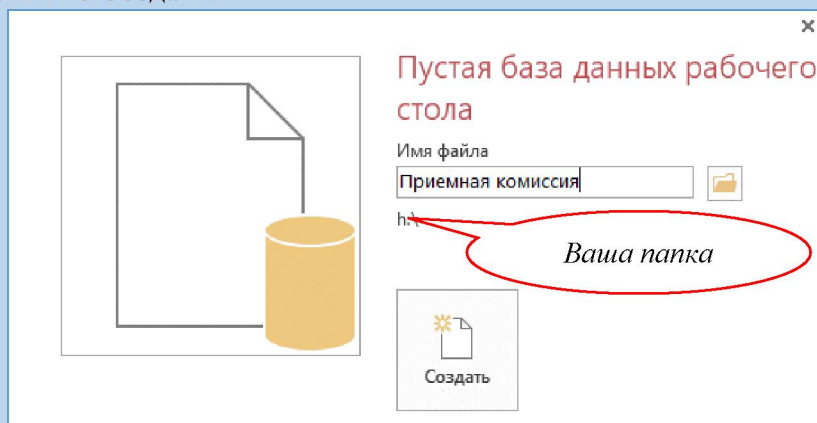 Пустая база данных рабочего
стола
Имя файла
Приемная комиссия
h:\
Ваша папка
Создать